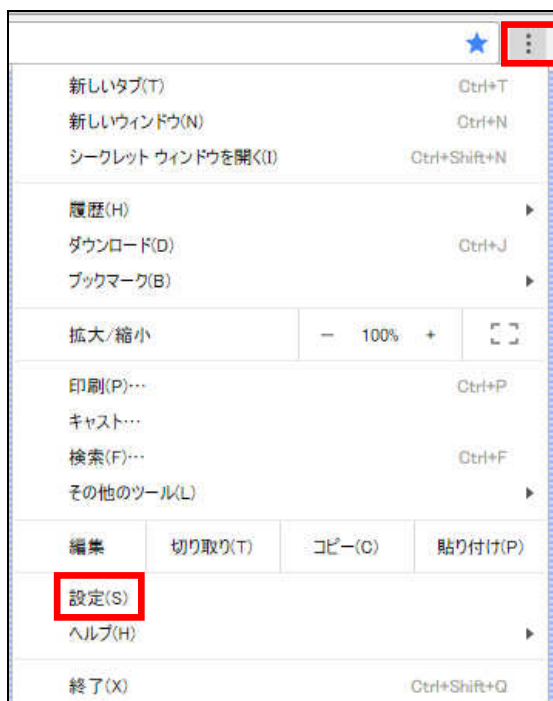 新しいタブ(T) Ctrl+T
新しいウィンドウ(N) Ctrl+N
シークレット ウィンドウを開く(I) Ctrl+Shift+N
履歴(H)
ダウンロード(D) Ctrl+J
ブックマーク(B)
拡大/縮小 － 100% +
印刷(P)… Ctrl+P
キャスト…
検索(F)… Ctrl+F
その他のツール(L)
編集 切り取り(T) コピー(C) 貼り付け(P)
設定(S)
ヘルプ(H)
終了(X) Ctrl+Shift+Q